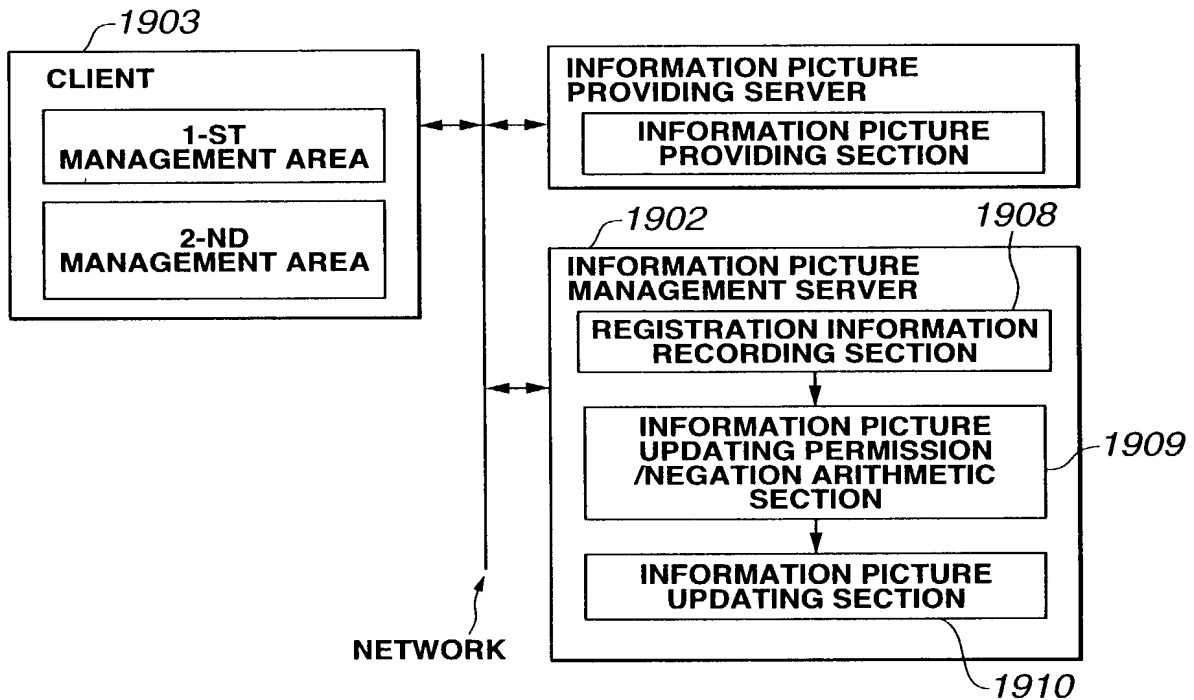 1903
CLIENT
1-ST
MANAGEMENT AREA
2-ND
MANAGEMENT AREA
INFORMATION PICTURE
PROVIDING SERVER
INFORMATION PICTURE
PROVIDING SECTION
1902
1908
INFORMATION PICTURE
MANAGEMENT SERVER
REGISTRATION INFORMATION
RECORDING SECTION
INFORMATION PICTURE
UPDATING PERMISSION
/NEGATION ARITHMETIC
SECTION
1909
INFORMATION PICTURE
UPDATING SECTION
1910
NETWORK